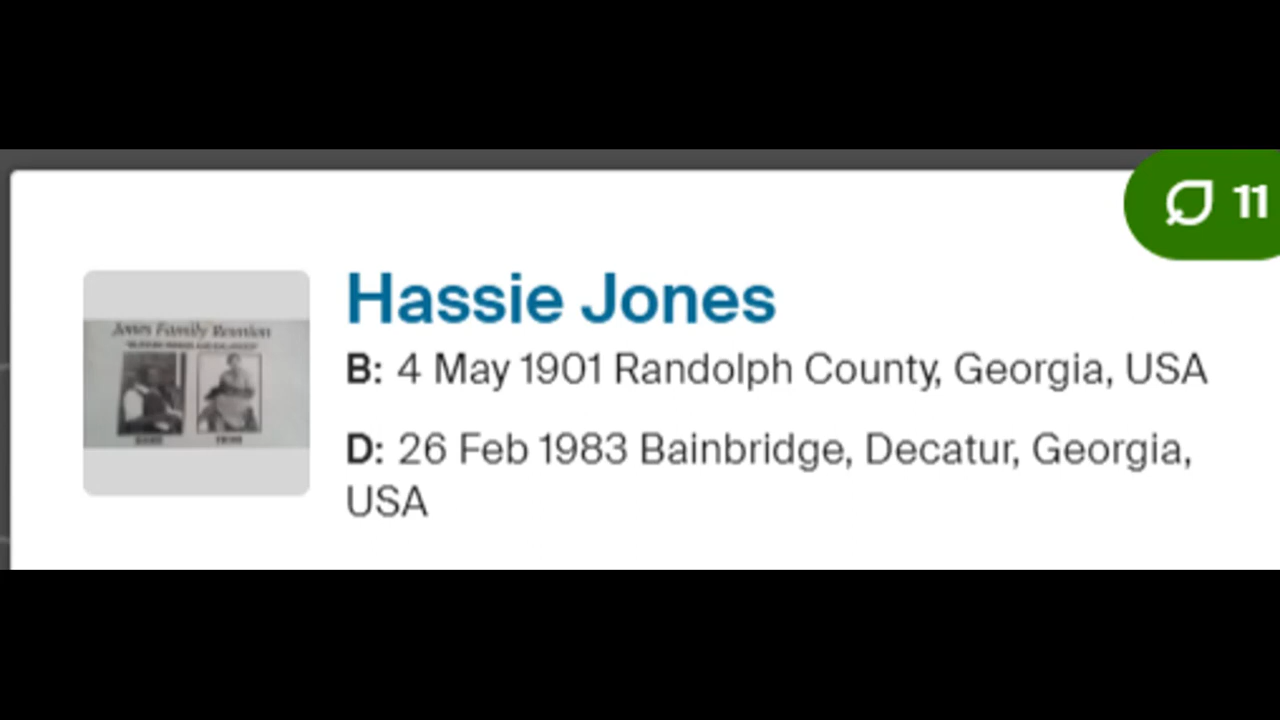 11
Hassie Jones
B: 4 May 1901 Randolph County, Georgia, USA
D: 26 Feb 1983 Bainbridge, Decatur, Georgia,
USA
Jones Family Reunion